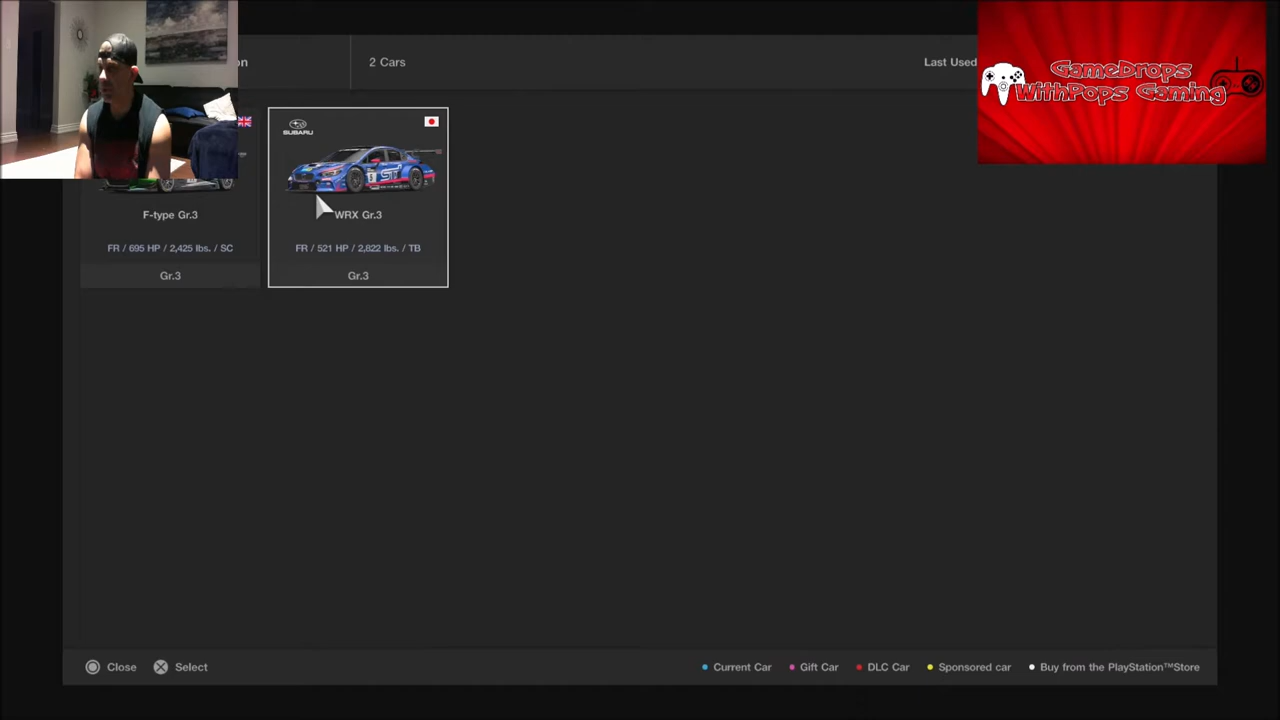 on
2 Cars
Last Used
GameDrops
WithPops Gaming
SUBARU
F-type Gr.3
FR / 695 HP / 2,425 lbs. / SC
Gr.3
WRX Gr.3
FR / 521 HP / 2,822 lbs. / TB
Gr.3
Close
Select
Current Car
Gift Car
DLC Car
Sponsored car
Buy from the PlayStation™Store